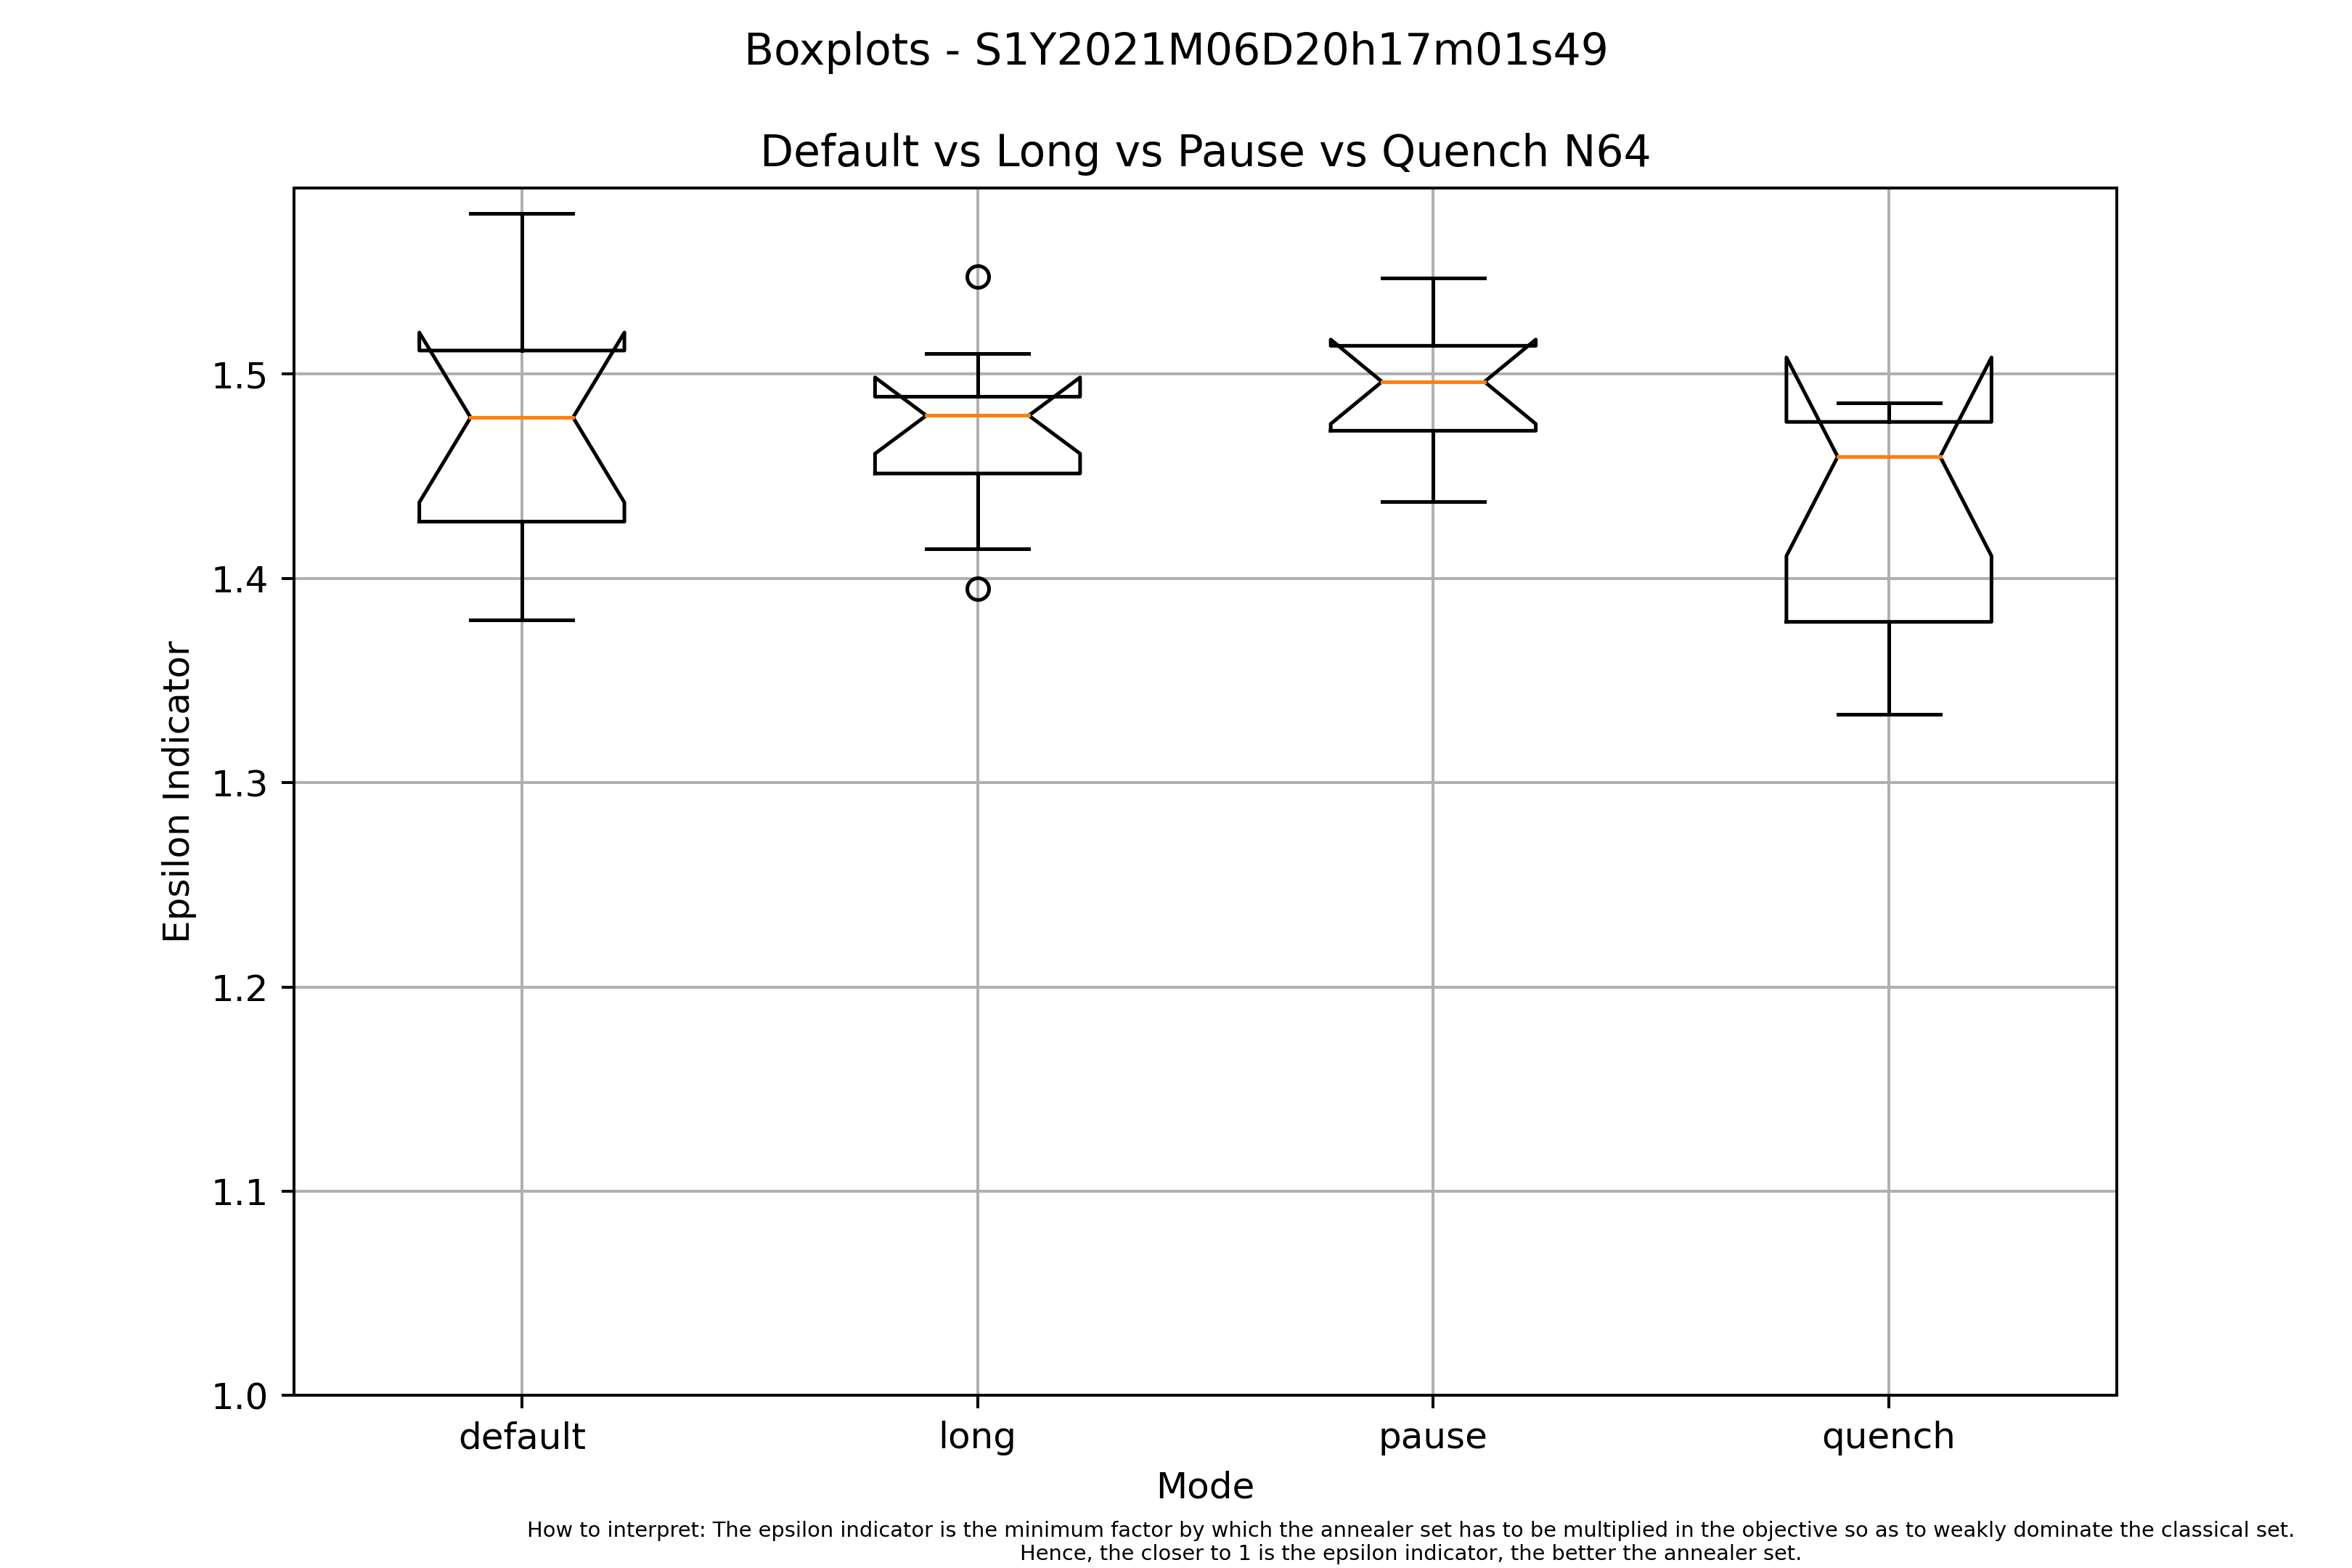 Boxplots - S1Y2021M06D20h17m01s49
Default vs Long vs Pause vs Quench N64
Epsilon Indicator
1.5
1.4
1.3
1.2
1.1
1.0
default long pause quench
Mode
How to interpret: The epsilon indicator is the minimum factor by which the annealer set has to be multiplied in the objective so as to weakly dominate the classical set.
Hence, the closer to 1 is the epsilon indicator, the better the annealer set.